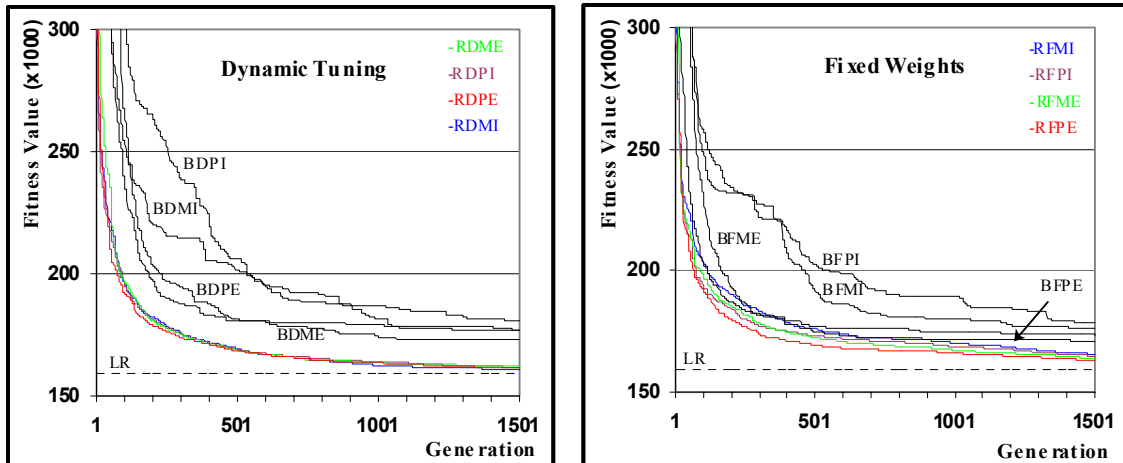 300
250
200
150
Fitness Value (x1000)
Dynamic Tuning
-RDME
-RDPI
-RDPE
-RDMI
BDPI
BDMI
BDPE
BDME
LR
1
501
1001
1501
Generation
300
250
200
150
Fitness Value (x1000)
Fixed Weights
-RFMI
-RFPI
-RFME
-RFPE
BFME
BFPI
BFMI
BFPE
LR
1
501
1001
1501
Generation